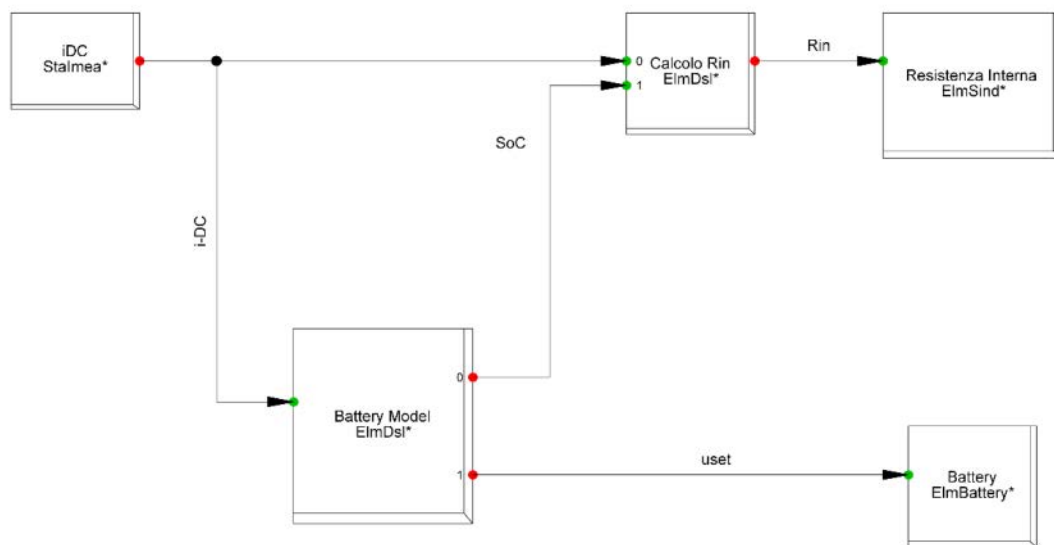 iDC
StaImea*
0
1
Calcolo Rin
ElmDsl*
Rin
Resistenza Interna
ElmSind*
SoC
i-DC
Battery Model
ElmDsl*
0
1
uset
Battery
ElmBattery*